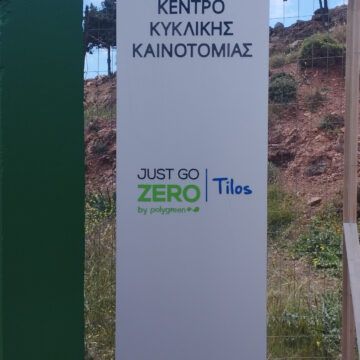 ΚΕΝΤΡΟ
ΚΥΚΛΙΚΗΣ
ΚΑΙΝΟΤΟΜΙΑΣ
JUST GO
ZERO
by polygreen
Tilos